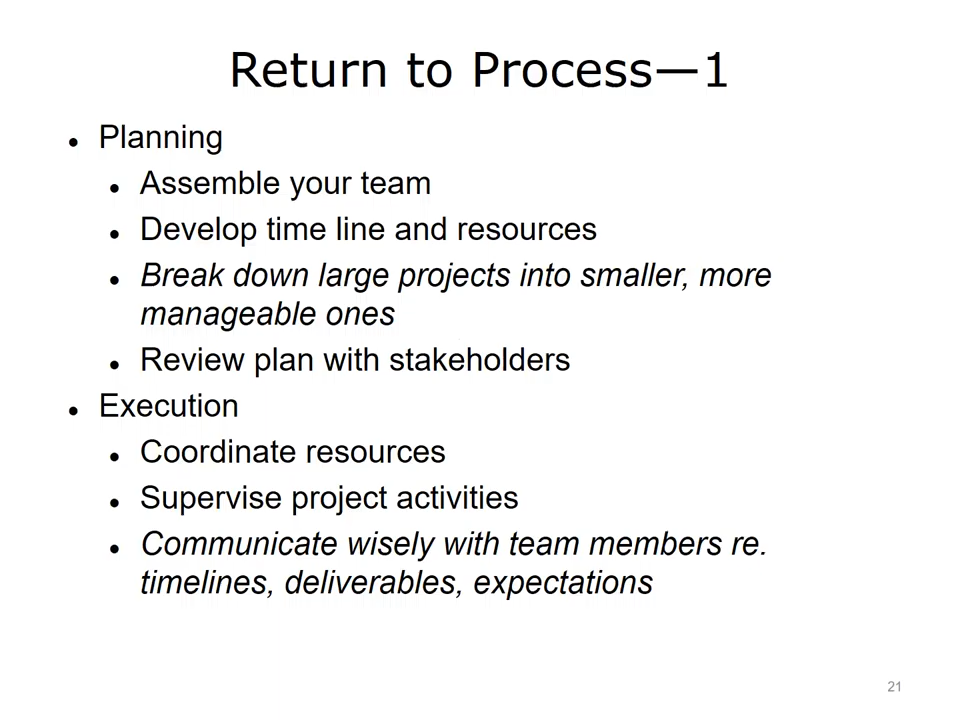 Return to Process—1
• Planning
• Assemble your team
• Develop time line and resources
• Break down large projects into smaller, more
manageable ones
• Review plan with stakeholders
• Execution
• Coordinate resources
• Supervise project activities
• Communicate wisely with team members re.
timelines, deliverables, expectations
21